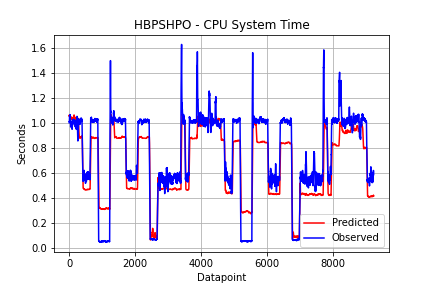 HBPSHPO - CPU System Time
1.6
1.4
1.2
1.0
0.8
0.6
0.4
0.2
0.0
Seconds
0 2000 4000 6000 8000
Datapoint
Predicted
Observed